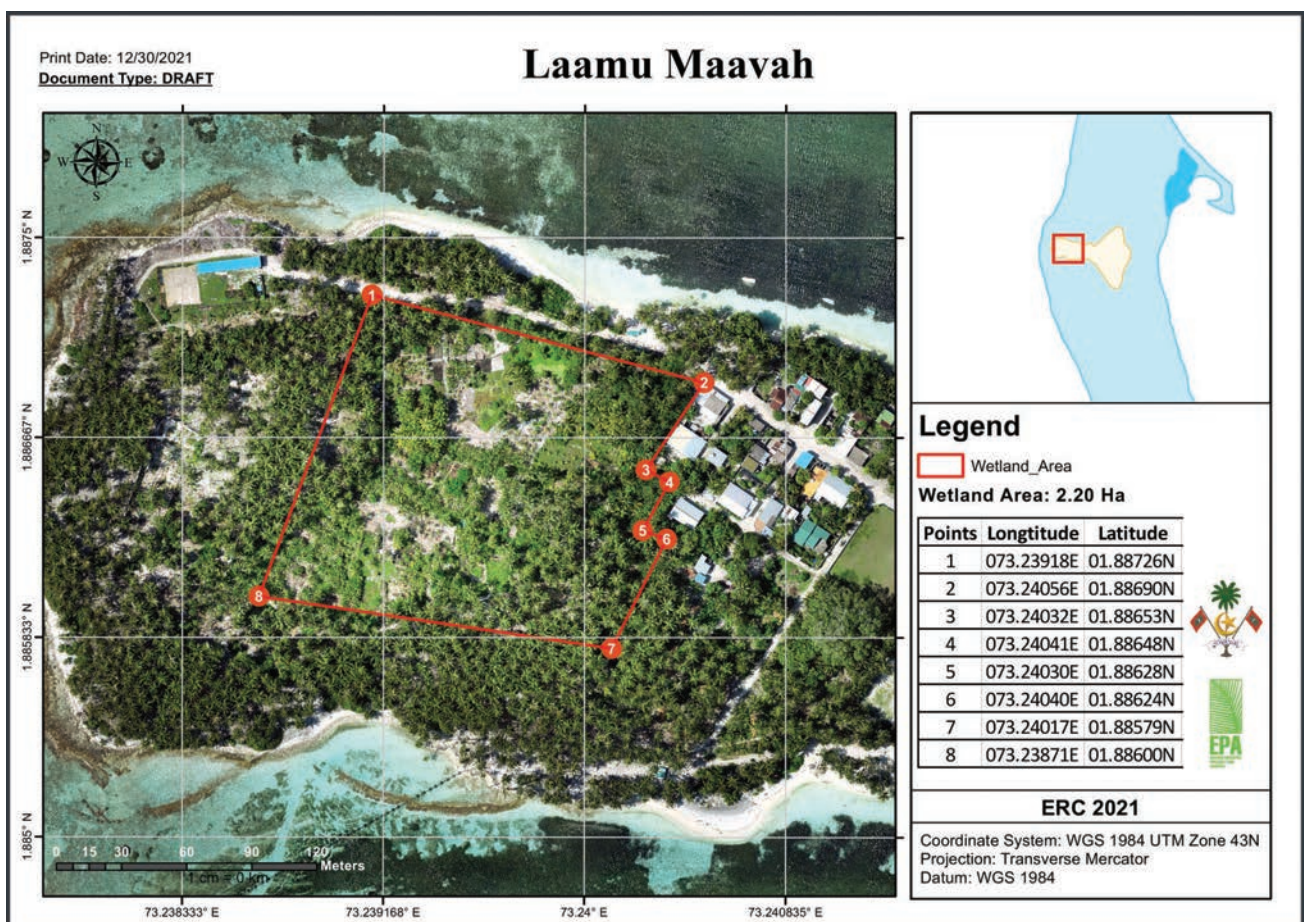 Print Date: 12/30/2021
Document Type: DRAFT
Laamu Maavah
N
W E
S
1.8875° N
1.886667° N
1.885833° N
1.885° N
1
2
3
4
5
6
7
8
0 15 30 60 90 120
Meters
1 cm = 0 km
73.238333° E 73.239168° E 73.24° E 73.240835° E
Legend
Wetland_Area
Wetland Area: 2.20 Ha
Points Longtitude Latitude
1 073.23918E 01.88726N
2 073.24056E 01.88690N
3 073.24032E 01.88653N
4 073.24041E 01.88648N
5 073.24030E 01.88628N
6 073.24040E 01.88624N
7 073.24017E 01.88579N
8 073.23871E 01.88600N
EPA
ERC 2021
Coordinate System: WGS 1984 UTM Zone 43N
Projection: Transverse Mercator
Datum: WGS 1984